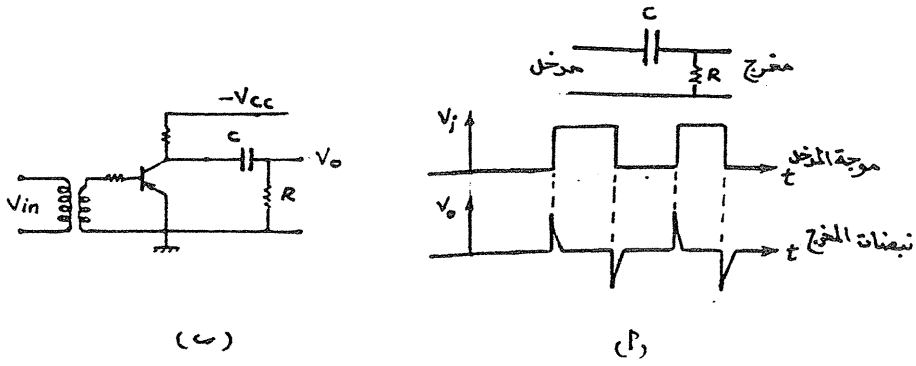 C
مدخل
R
مخرج
Vi
t
موجة المدخل
Vo
t
نبضات المخرج
(أ)
-Vcc
C
Vo
R
Vin
(ب)